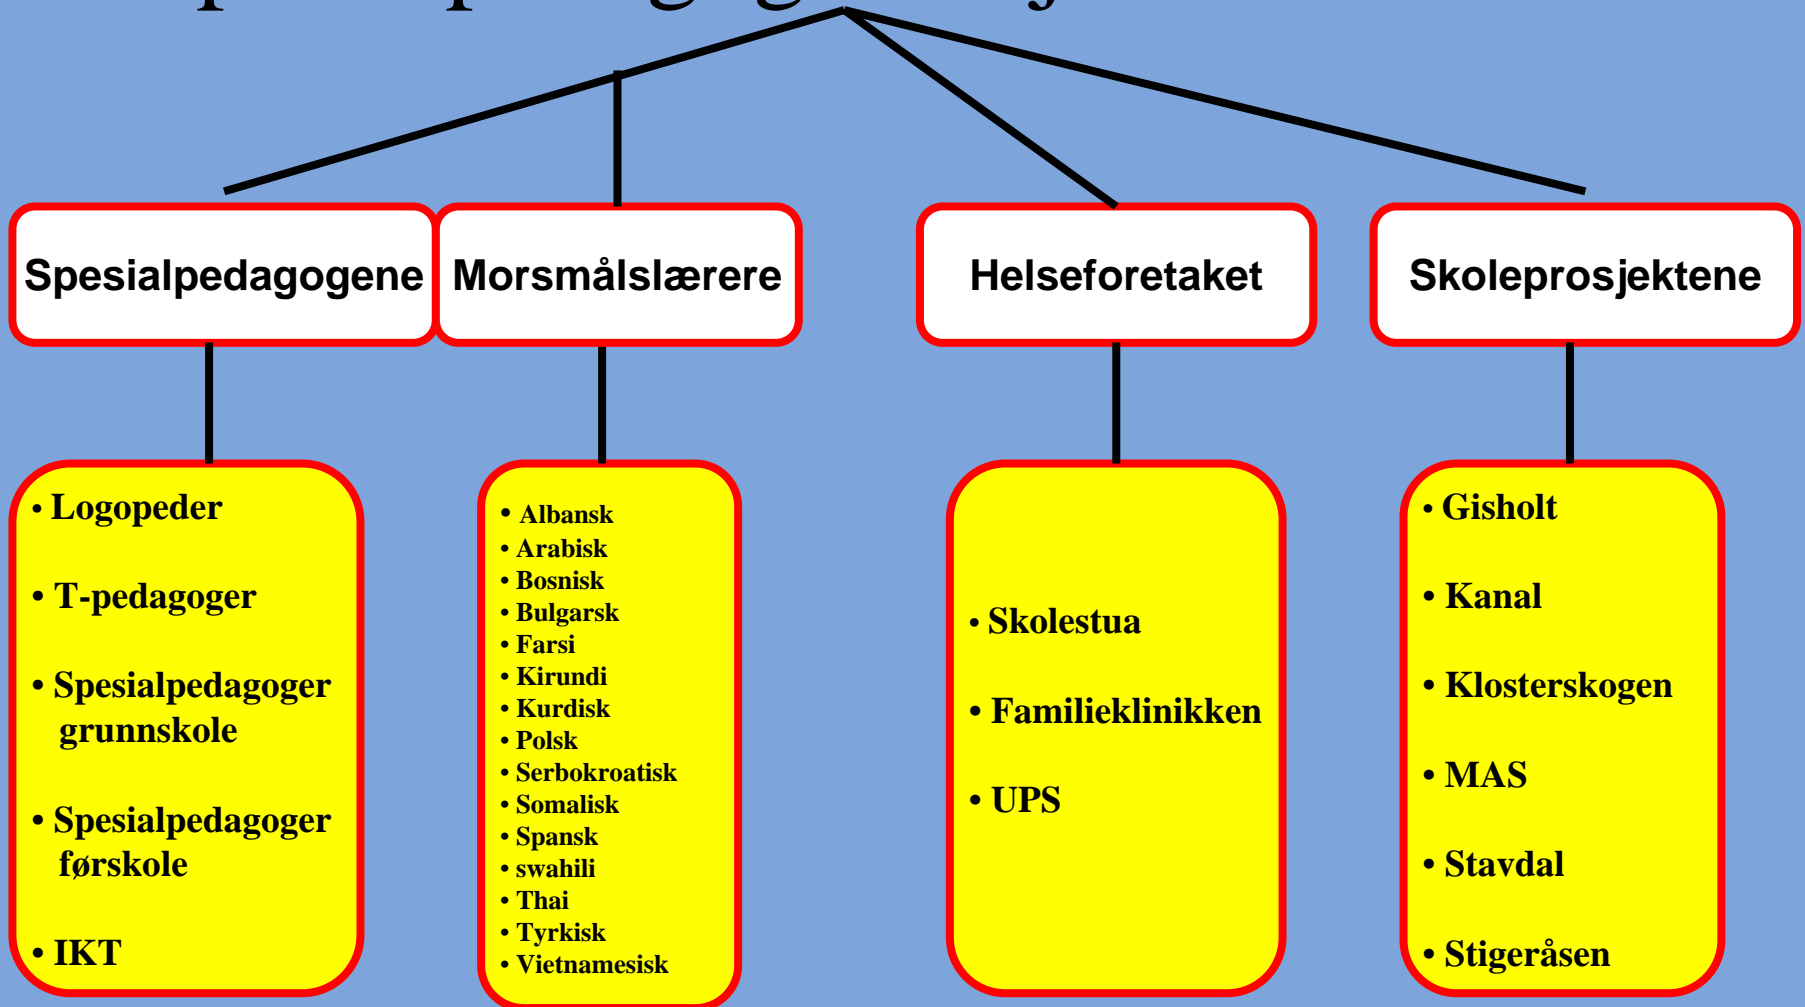 Spesialpedagogene
Morsmålslærere
Helseforetaket
Skoleprosjektene
• Logopeder
• T-pedagoger
• Spesialpedagoger
grunnskole
• Spesialpedagoger
førskole
• IKT
• Albansk
• Arabisk
• Bosnisk
• Bulgarsk
• Farsi
• Kirundi
• Kurdisk
• Polsk
• Serbokroatisk
• Somalisk
• Spansk
• swahili
• Thai
• Tyrkisk
• Vietnamesisk
• Skolestua
• Familieklinikken
• UPS
• Gisholt
• Kanal
• Klosterskogen
• MAS
• Stavdal
• Stigeråsen